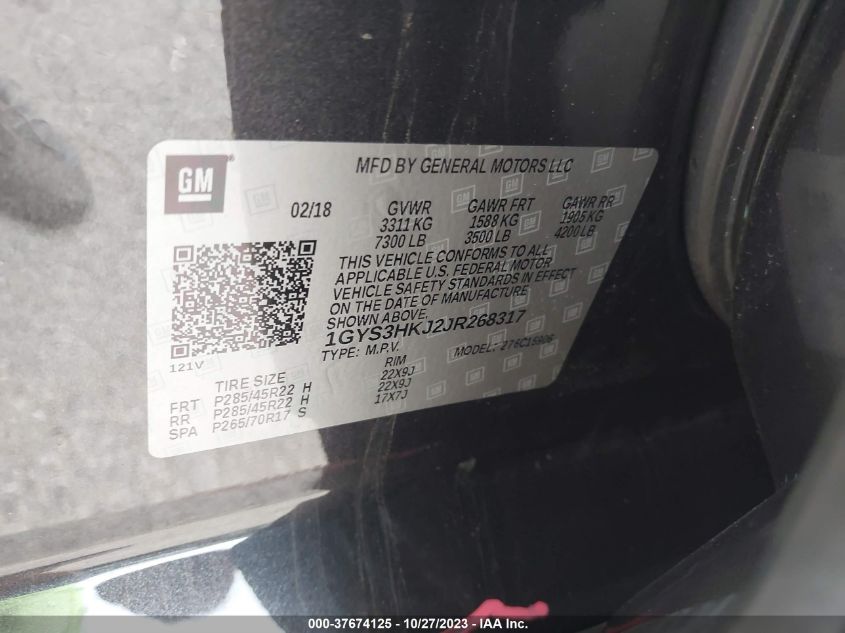 GM
MFD BY GENERAL MOTORS LLC
02/18 GVWR GAWR FRT GAWR RR
3311 KG 1588 KG 1905 KG
7300 LB 3500 LB 4200 LB
THIS VEHICLE CONFORMS TO ALL
APPLICABLE U.S. FEDERAL MOTOR
VEHICLE SAFETY STANDARDS IN EFFECT
ON THE DATE OF MANUFACTURE
SHOWN ABOVE.
1GYS3HKJ2JR268317
TYPE: M.P.V. MODEL: 276C15906
121V
TIRE SIZE RIM
FRT P285/45R22 H 22X9J
RR P285/45R22 H 22X9J
SPA P265/70R17 S 17X7J
000-37674125 • 10/27/2023 - IAA Inc.